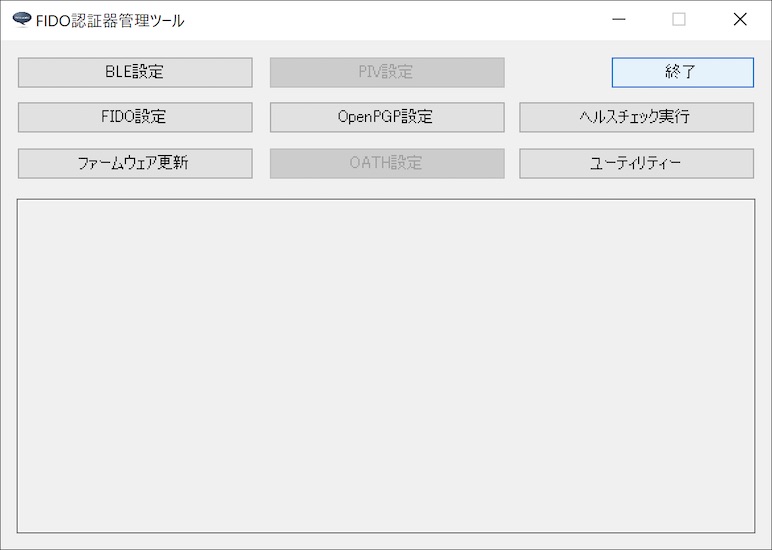 FIDO認証器管理ツール
BLE設定
PIV設定
終了
FIDO設定
OpenPGP設定
ヘルスチェック実行
ファームウェア更新
OATH設定
ユーティリティー